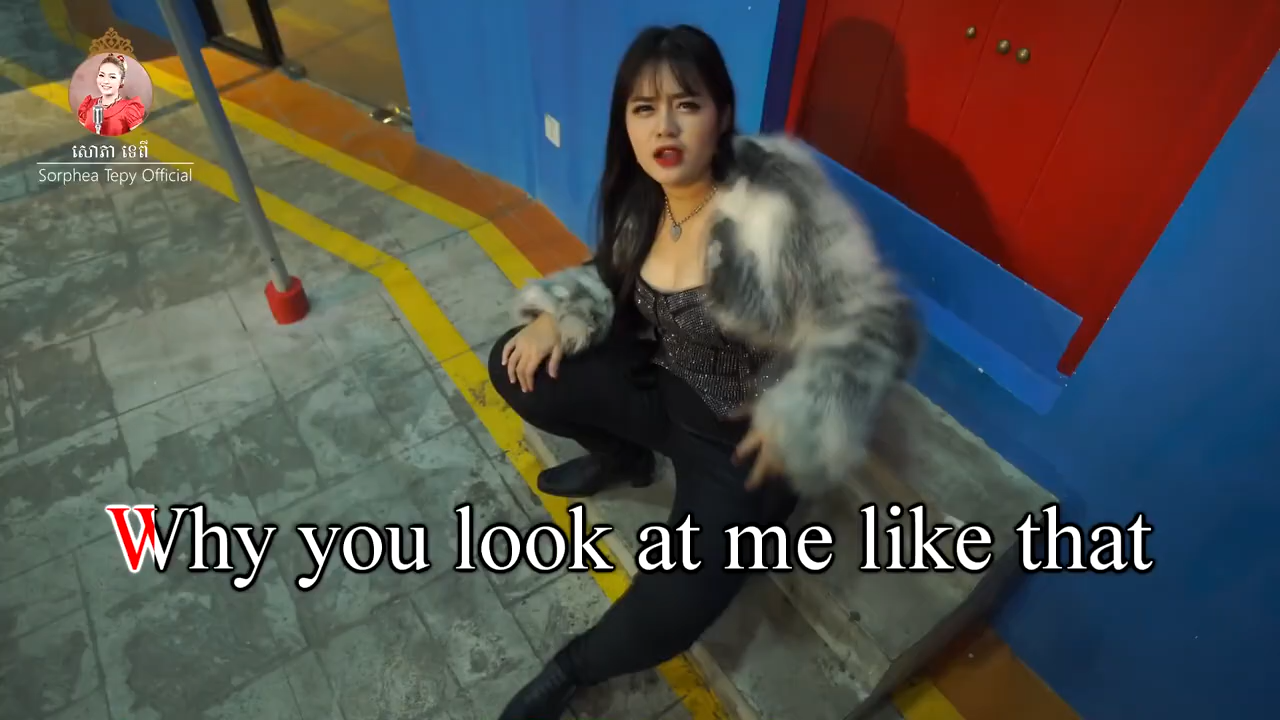 សោភា ទេពី
Sorphea Tepy Official
Why you look at me like that